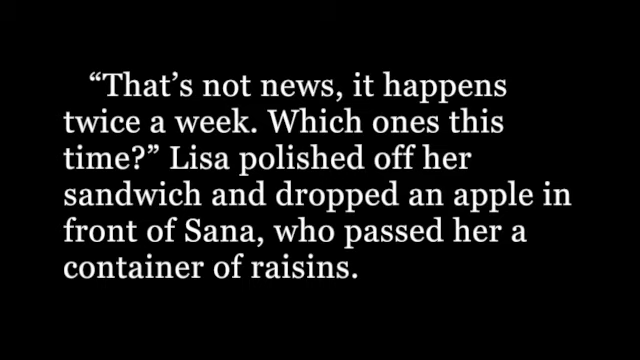 “That’s not news, it happens
twice a week. Which ones this
time?” Lisa polished off her
sandwich and dropped an apple in
front of Sana, who passed her a
container of raisins.